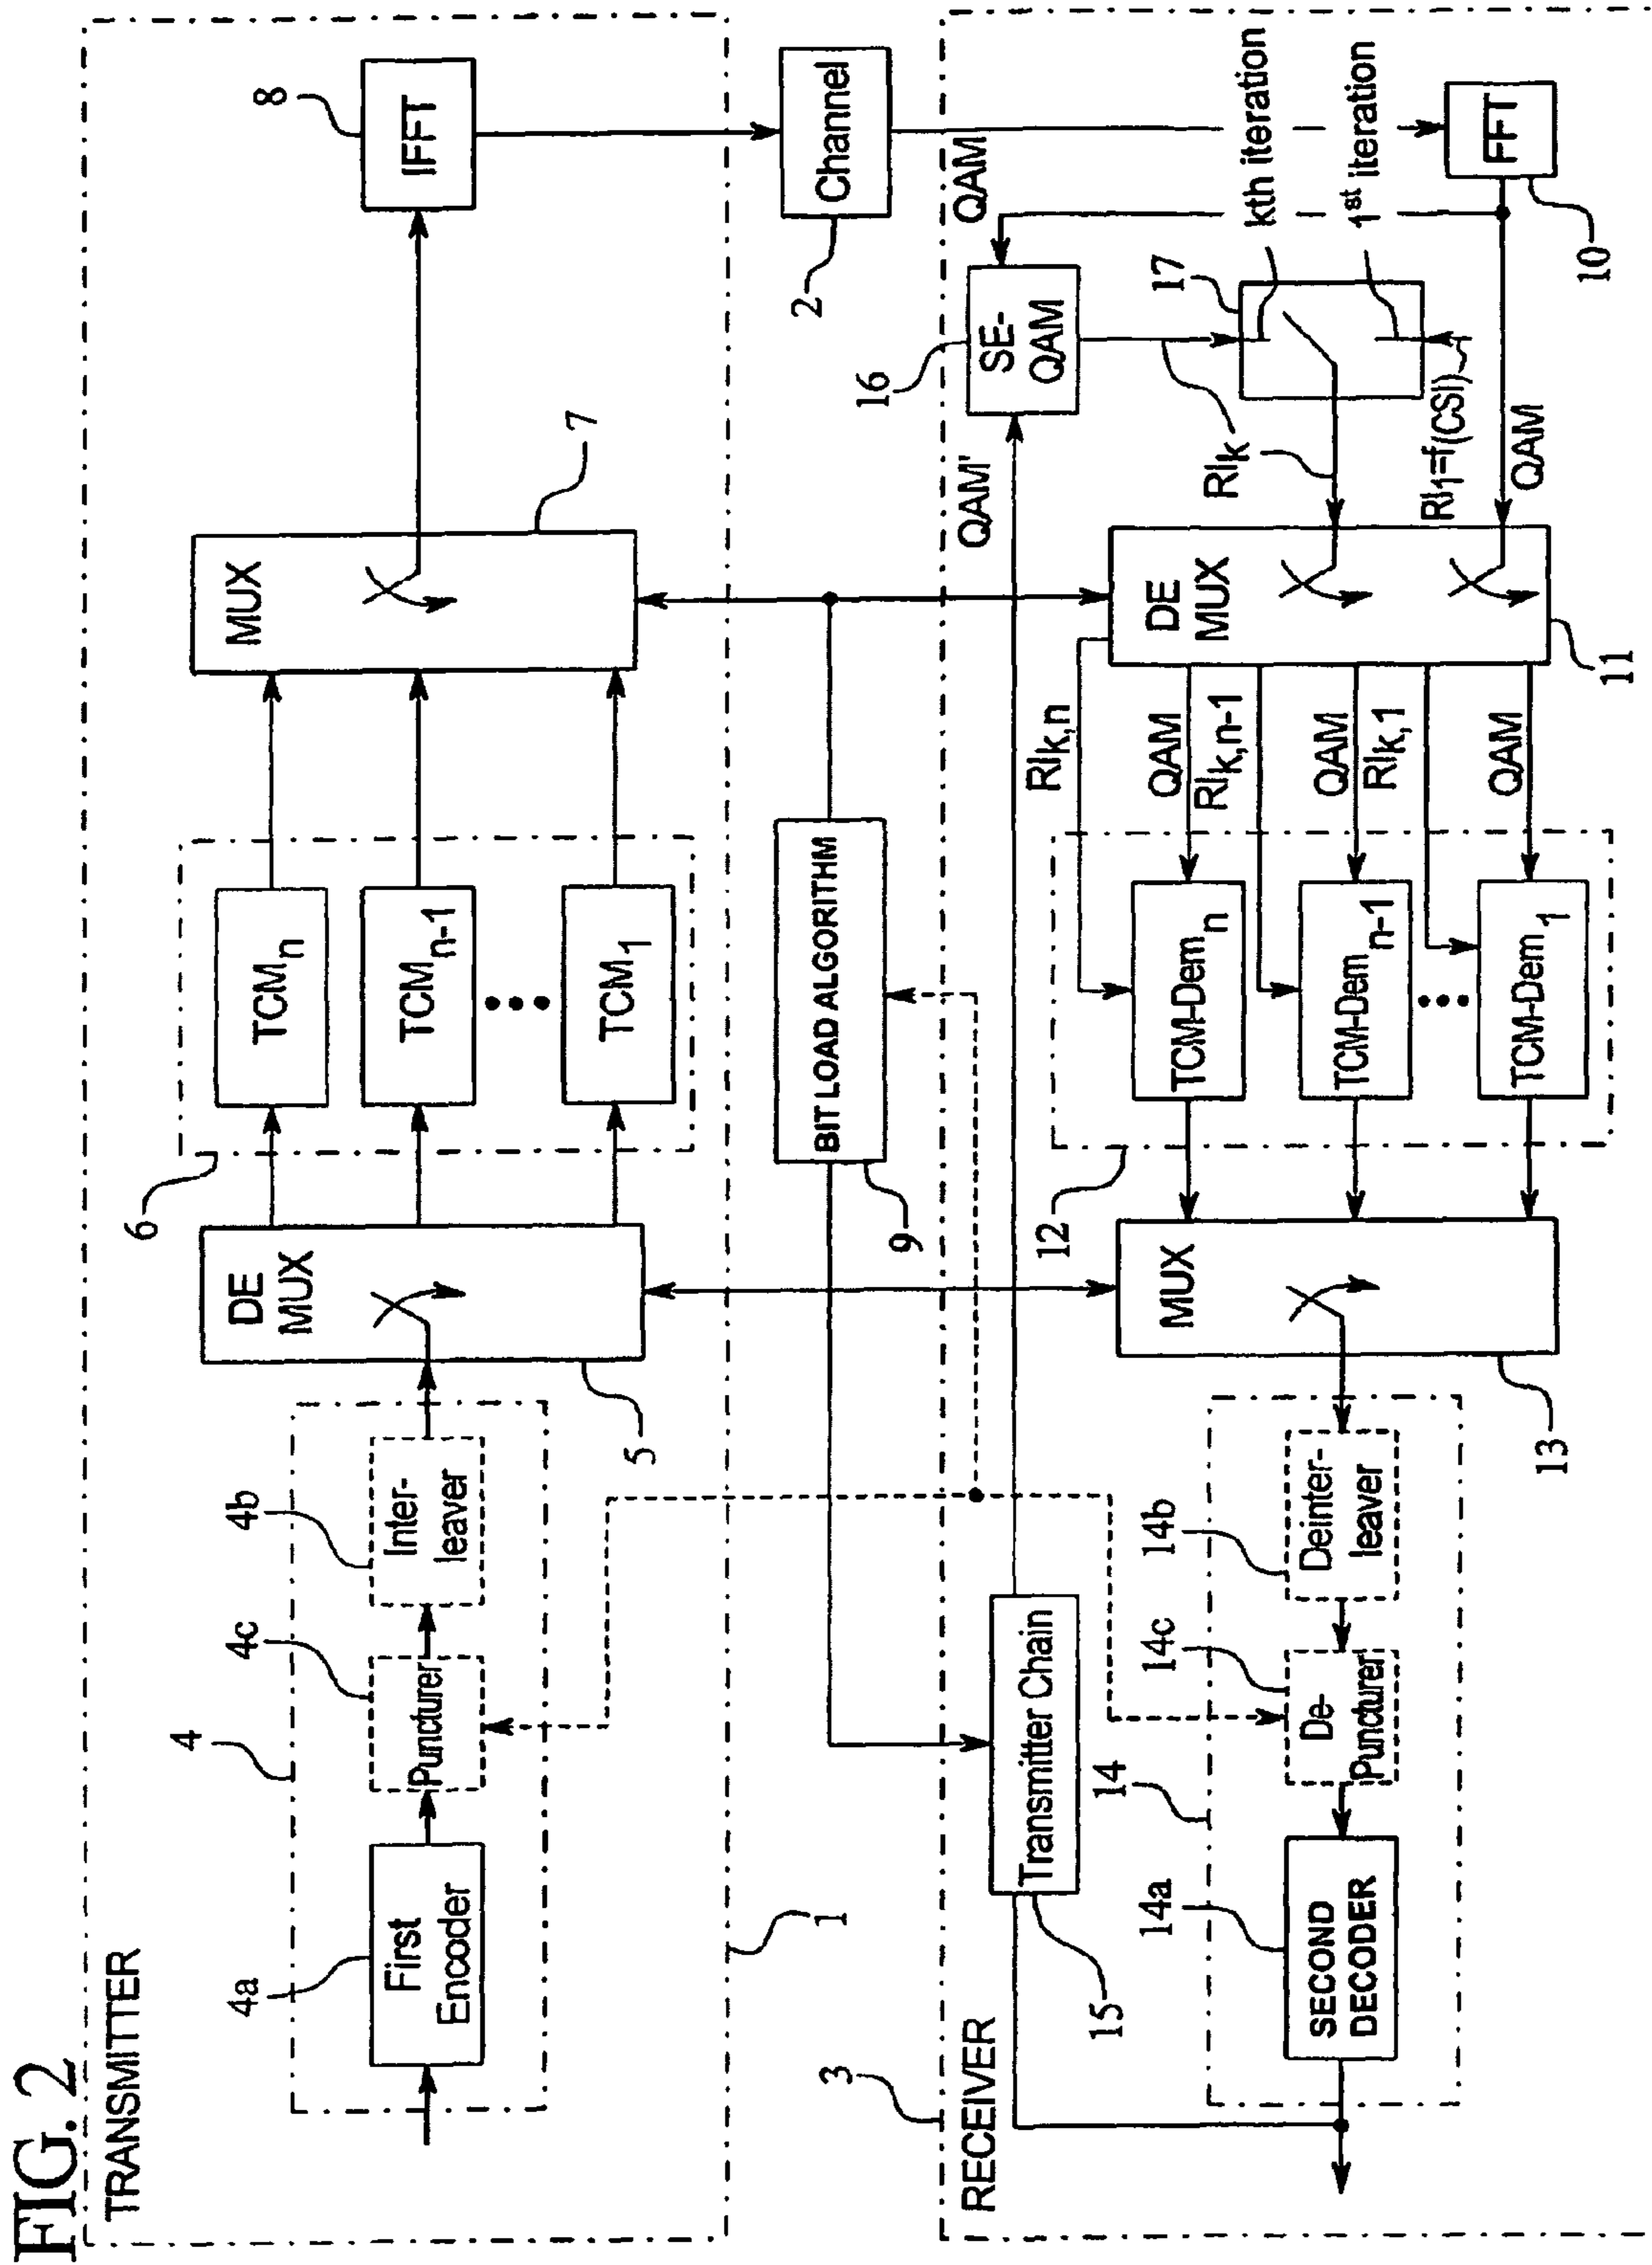 FIG. 2
TRANSMITTER
4
4a
First
Encoder
4c
Puncturer
4b
Inter-
leaver
5
DE
MUX
6
TCMn
TCMn-1
TCM1
MUX
7
8
IFFT
1
9
BIT LOAD ALGORITHM
2
Channel
3
RECEIVER
15
Transmitter Chain
QAM'
16
SE-
QAM
QAM
17
kth iteration
1st iteration
RIk
RI1=f(CSI)
QAM
10
FFT
DE
MUX
11
RIk,n
QAM
RIk,n-1
QAM
RIk,1
QAM
12
TCM-Dem n
TCM-Dem n-1
TCM-Dem 1
MUX
13
14
14b
Deinter-
leaver
14c
De-
Puncturer
14a
SECOND
DECODER